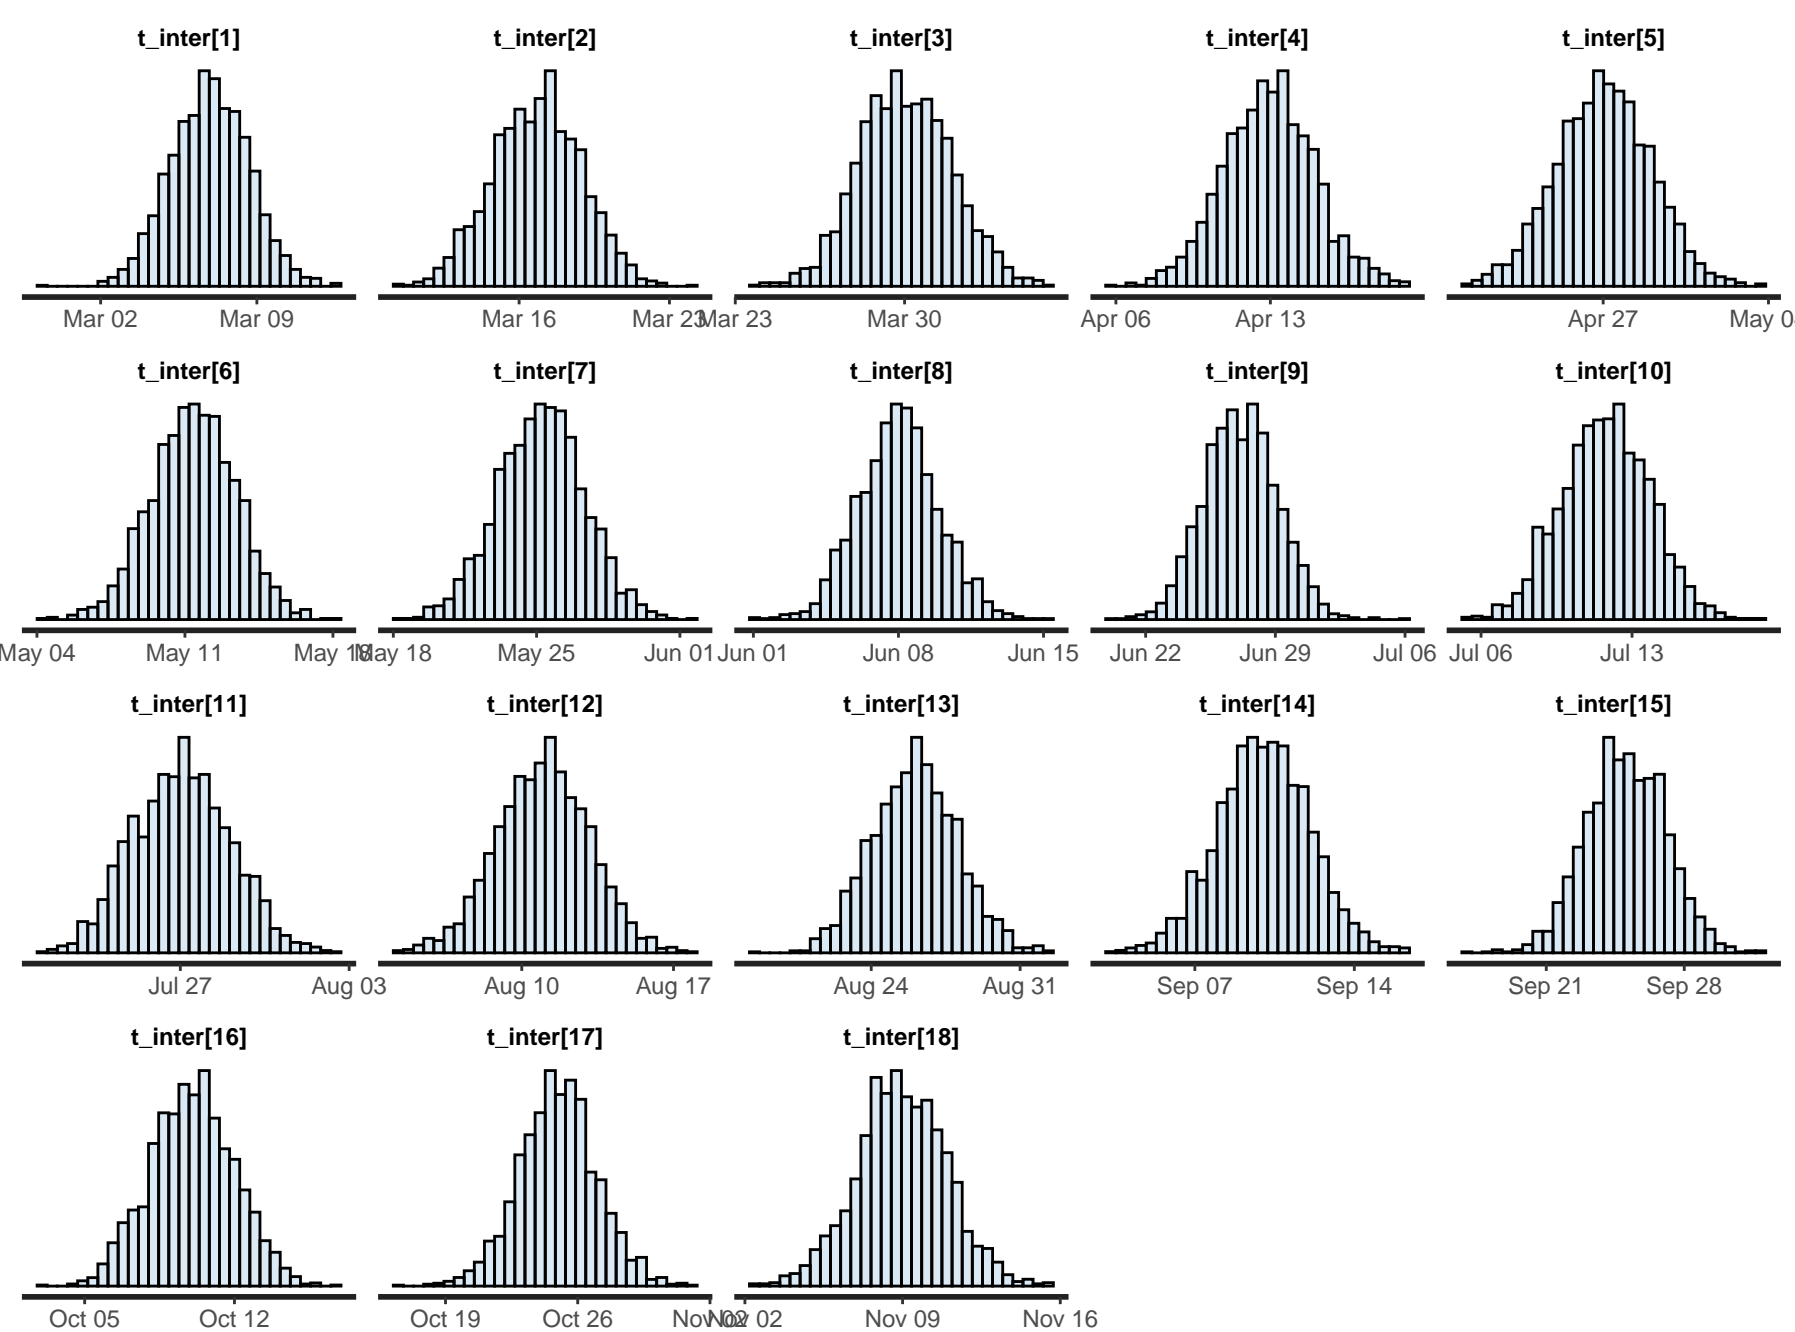 t_inter[1] t_inter[2] t_inter[3] t_inter[4] t_inter[5]
Mar 02 Mar 09 Mar 16 Mar 23 Mar 23 Mar 30 Apr 06 Apr 13 Apr 27 May 0
t_inter[6] t_inter[7] t_inter[8] t_inter[9] t_inter[10]
May 04 May 11 May 18 May 18 May 25 Jun 01 Jun 01 Jun 08 Jun 15 Jun 22 Jun 29 Jul 06 Jul 06 Jul 13
t_inter[11] t_inter[12] t_inter[13] t_inter[14] t_inter[15]
Jul 27 Aug 03 Aug 10 Aug 17 Aug 24 Aug 31 Sep 07 Sep 14 Sep 21 Sep 28
t_inter[16] t_inter[17] t_inter[18]
Oct 05 Oct 12 Oct 19 Oct 26 Nov 02 Nov 02 Nov 09 Nov 16